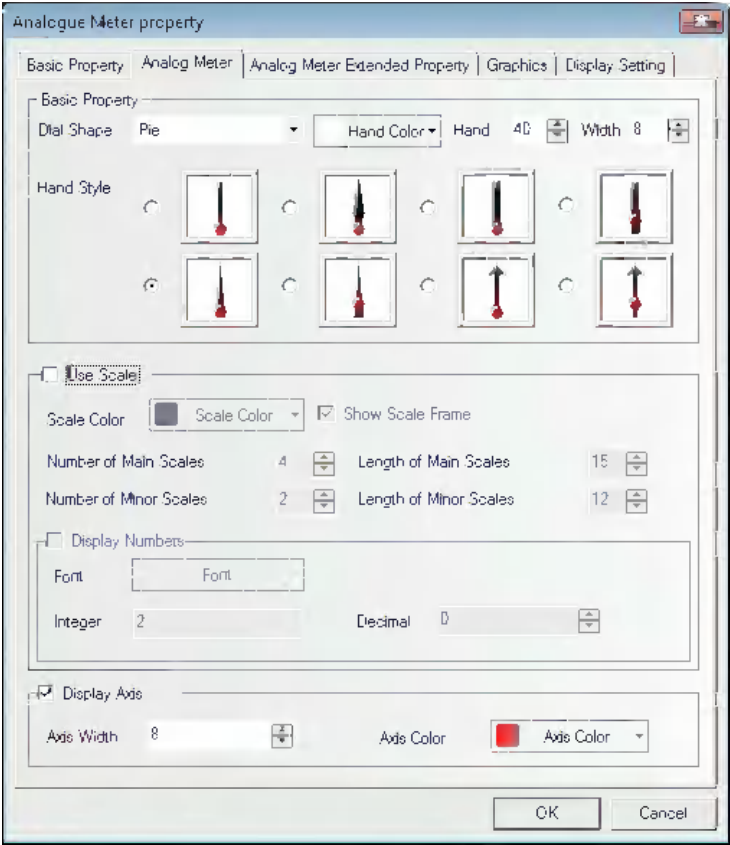 Analogue Meter property
Basic Property Analog Meter Analog Meter Extended Property Graphics Display Setting
Basic Property
Dial Shape Pie Hand Color Hand 40 Width 8
Hand Style
Use Scale
Scale Color Scale Color Show Scale Frame
Number of Main Scales 4 Length of Main Scales 15
Number of Minor Scales 2 Length of Minor Scales 12
Display Numbers
Font Font
Integer 2 Decimal 0
Display Axis
Axis Width 8 Axis Color Axis Color
OK Cancel